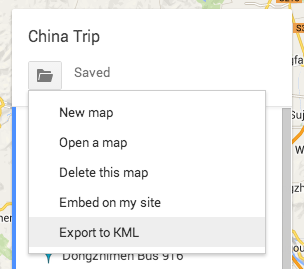 China Trip
Saved
New map
Open a map
Delete this map
Embed on my site
Export to KML
Dongzhimen Bus 916